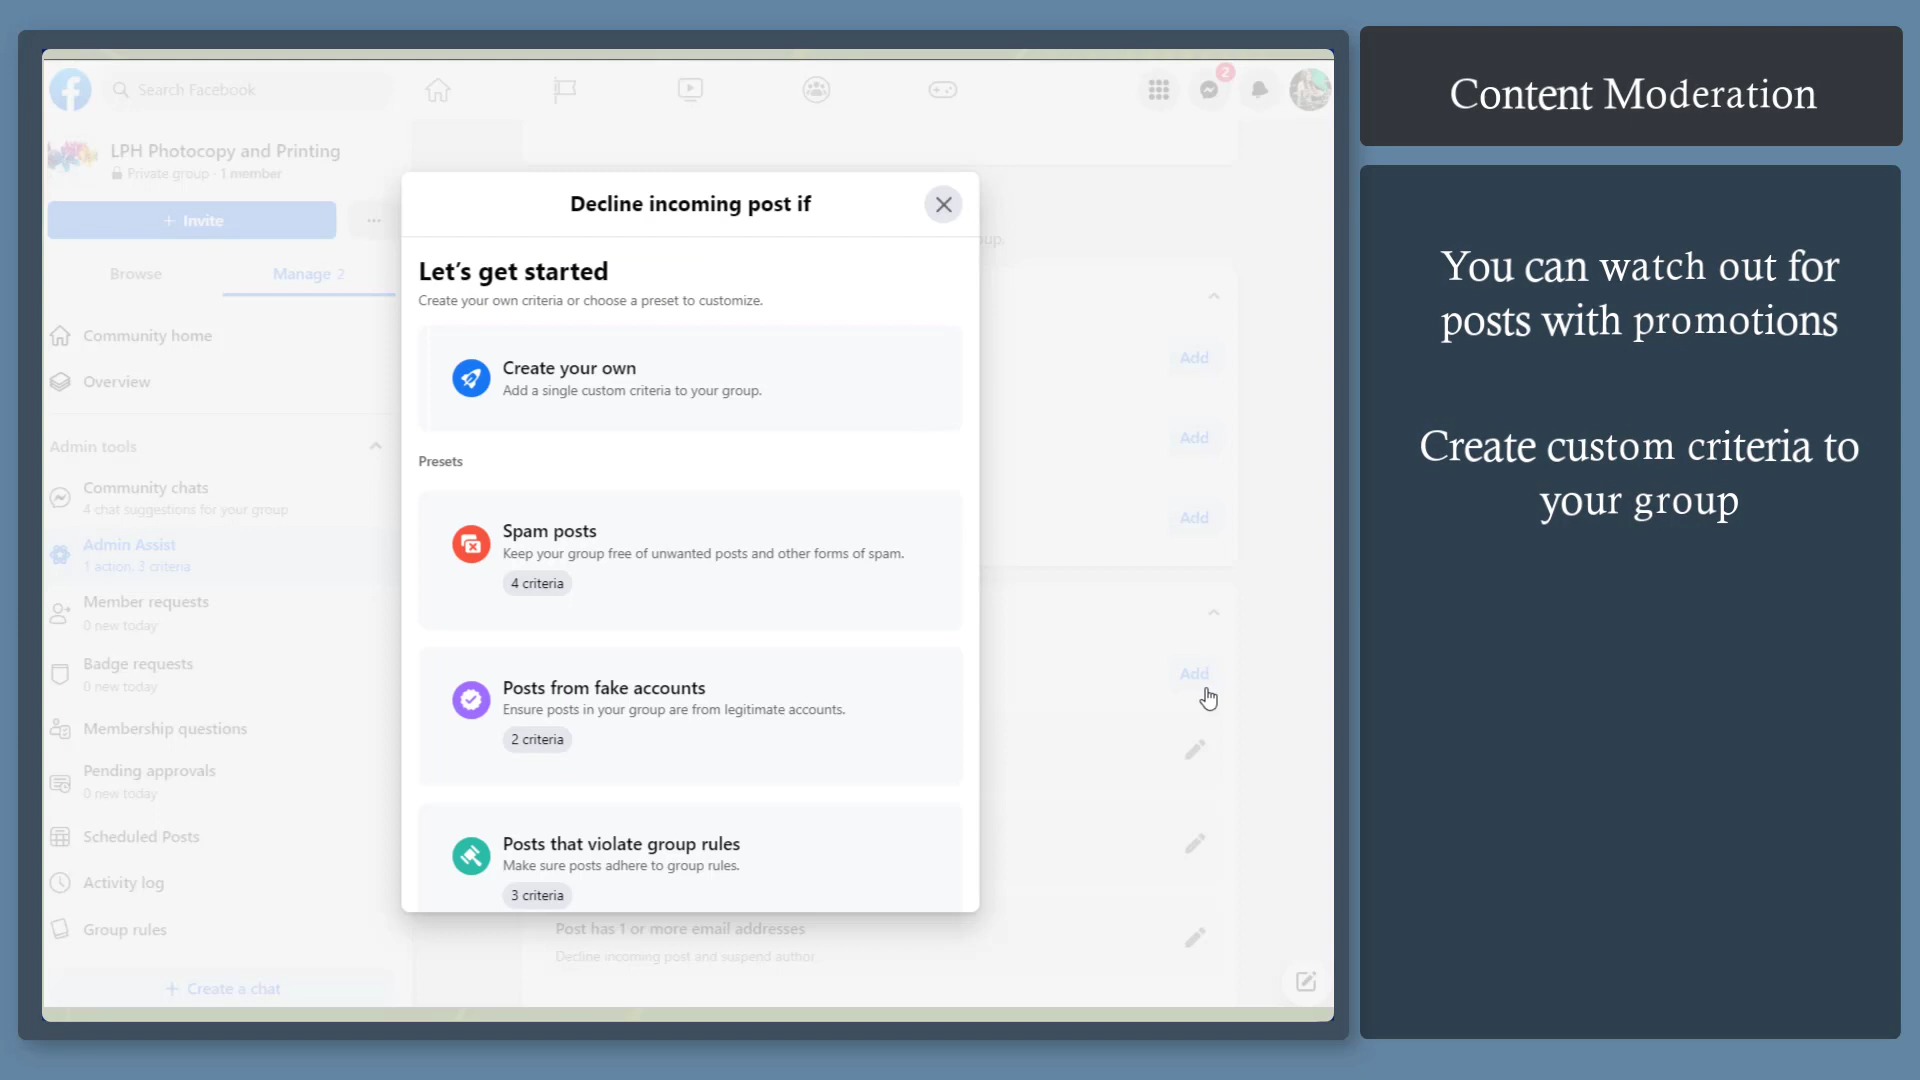 Search Facebook
2
LPH Photocopy and Printing
Private group · 1 member
+ Invite
...
Browse
Manage 2
Community home
Overview
Admin tools
Community chats
4 chat suggestions for your group
Admin Assist
1 action, 3 criteria
Member requests
0 new today
Badge requests
0 new today
Membership questions
Pending approvals
0 new today
Scheduled Posts
Activity log
Group rules
+ Create a chat
Decline incoming post if
Let's get started
Create your own criteria or choose a preset to customize.
Create your own
Add a single custom criteria to your group.
Presets
Spam posts
Keep your group free of unwanted posts and other forms of spam.
4 criteria
Posts from fake accounts
Ensure posts in your group are from legitimate accounts.
2 criteria
Posts that violate group rules
Make sure posts adhere to group rules.
3 criteria
Add
Add
Add
Add
Post has 1 or more email addresses
Decline incoming post and suspend author
Content Moderation
You can watch out for
posts with promotions
Create custom criteria to
your group